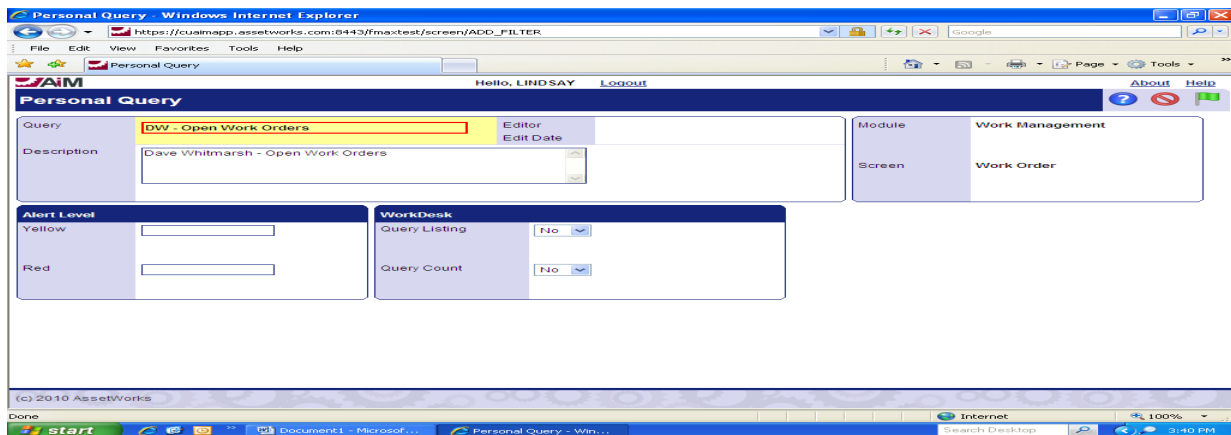 Personal Query - Windows Internet Explorer
https://cuaimapp.assetworks.com:8443/fmaxtest/screen/ADD_FILTER
Google
File Edit View Favorites Tools Help
Personal Query
Page Tools
AiM
Hello, LINDSAY Logout
About Help
Personal Query
Query
DW - Open Work Orders
Editor
Edit Date
Description
Dave Whitmarsh - Open Work Orders
Module Work Management
Screen Work Order
Alert Level
Yellow
Red
WorkDesk
Query Listing No
Query Count No
(c) 2010 AssetWorks
Done
Internet
100%
start
Document1 - Microsof...
Personal Query - Win...
Search Desktop
3:40 PM